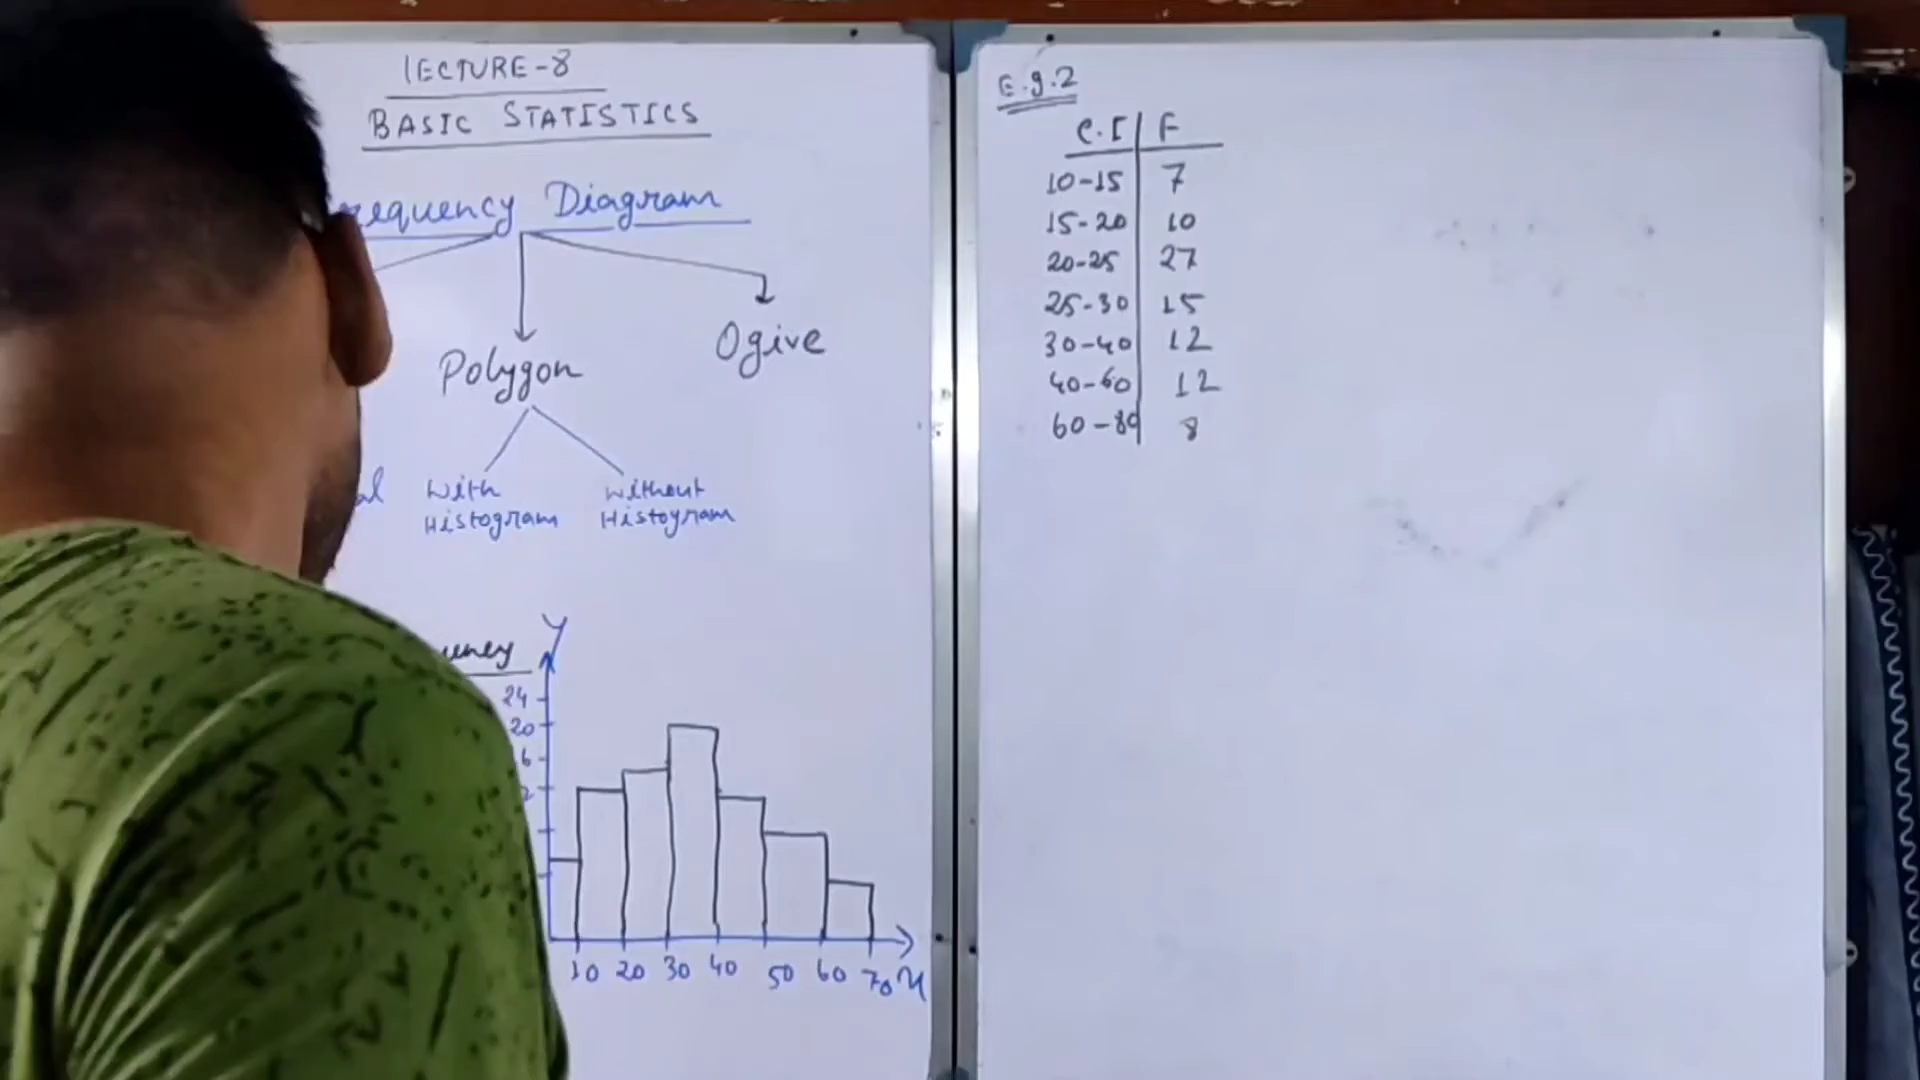 LECTURE-8
BASIC STATISTICS
requency Diagram
Polygon
Ogive
With
Histogram
Without
Histogram
Y
24
20
10 20 30 40 50 60 70 x
E.g.2
C.I F
10-15 7
15-20 10
20-25 27
25-30 15
30-40 12
40-60 12
60-80 8